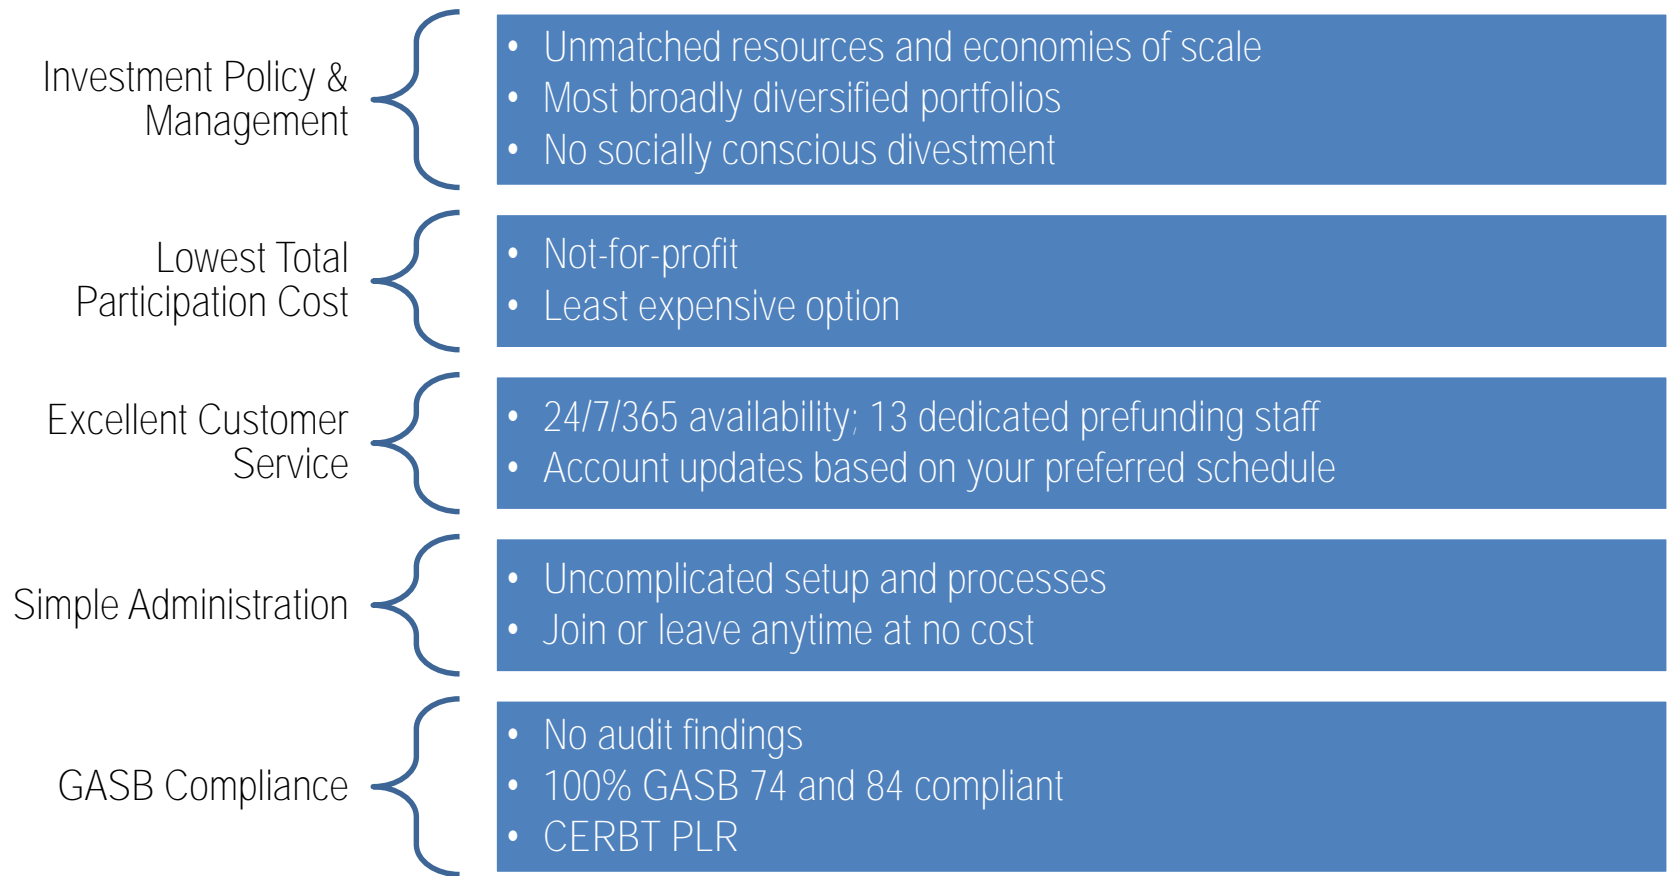 Investment Policy &
Management
• Unmatched resources and economies of scale
• Most broadly diversified portfolios
• No socially conscious divestment
Lowest Total
Participation Cost
• Not-for-profit
• Least expensive option
Excellent Customer
Service
• 24/7/365 availability; 13 dedicated prefunding staff
• Account updates based on your preferred schedule
Simple Administration
• Uncomplicated setup and processes
• Join or leave anytime at no cost
GASB Compliance
• No audit findings
• 100% GASB 74 and 84 compliant
• CERBT PLR